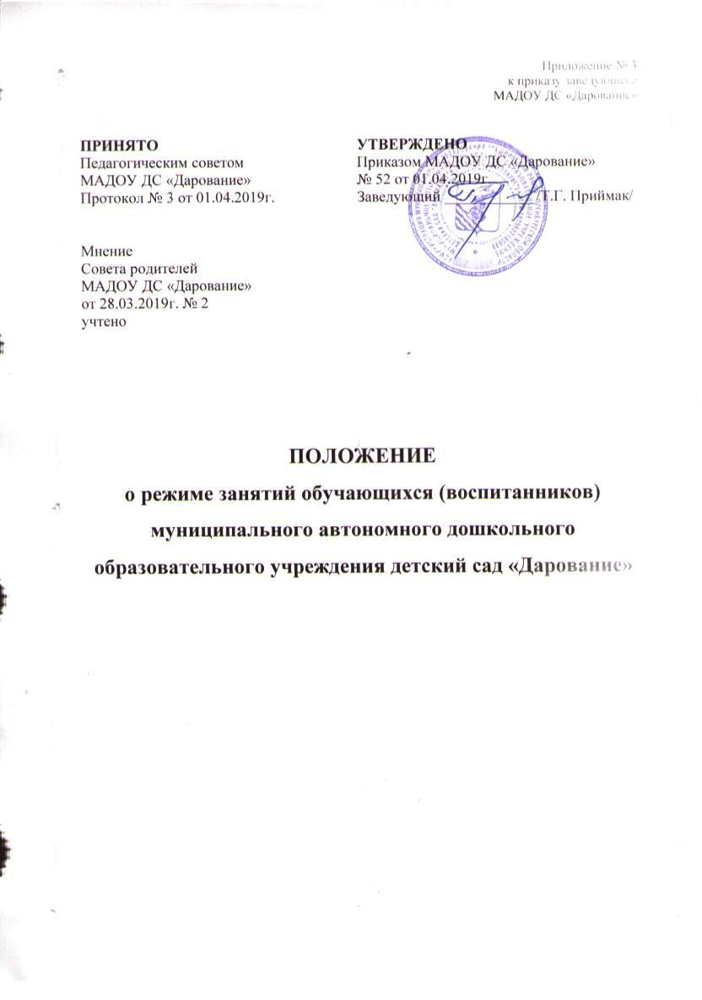 Приложение № 3
к приказу заведующего
МАДОУ ДС «Дарование»
ПРИНЯТО
Педагогическим советом
МАДОУ ДС «Дарование»
Протокол № 3 от 01.04.2019г.
УТВЕРЖДЕНО
Приказом МАДОУ ДС «Дарование»
№ 52 от 01.04.2019г.
Заведующий /Т.Г. Приймак/
Мнение
Совета родителей
МАДОУ ДС «Дарование»
от 28.03.2019г. № 2
учтено
ПОЛОЖЕНИЕ
о режиме занятий обучающихся (воспитанников)
муниципального автономного дошкольного
образовательного учреждения детский сад «Дарование»